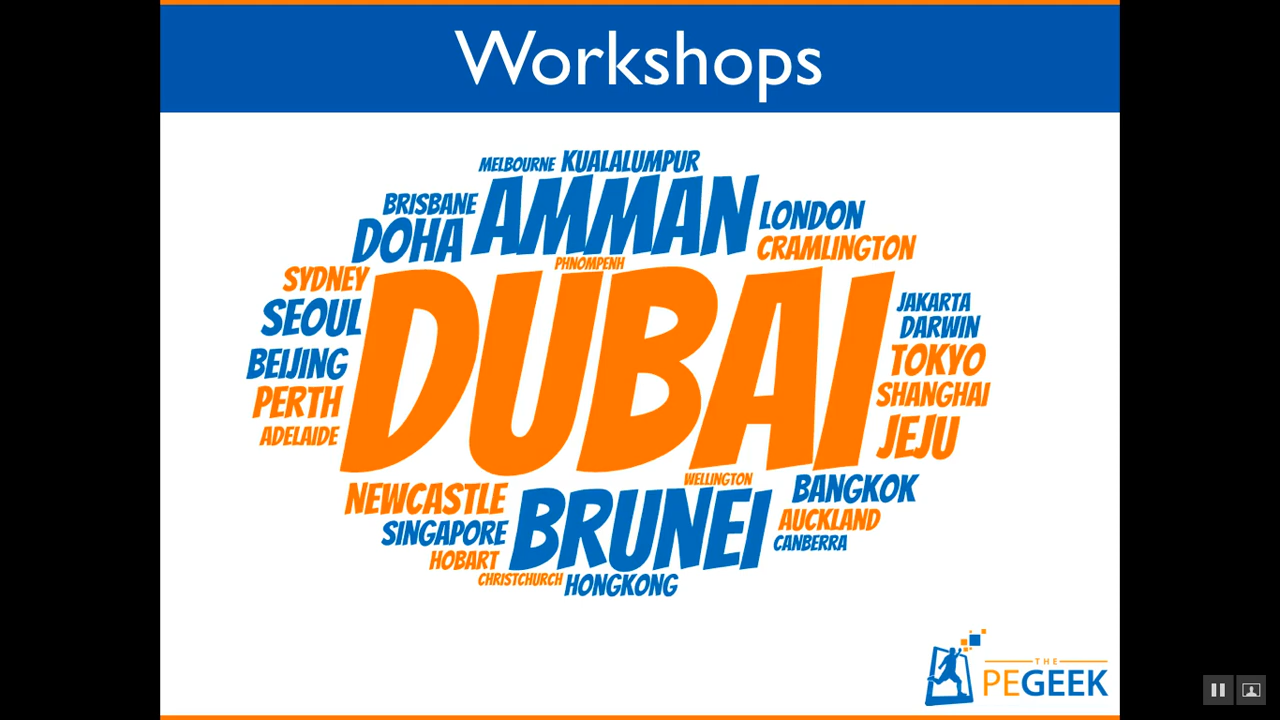 Workshops
MELBOURNE KUALALUMPUR
BRISBANE AMMAN LONDON
DOHA CRAMLINGTON
PHNOMPENH
SYDNEY DUBAI
SEOUL JAKARTA
DARWIN
BEIJING TOKYO
PERTH SHANGHAI
ADELAIDE JEJU
WELLINGTON
NEWCASTLE BRUNEI BANGKOK
SINGAPORE AUCKLAND
HOBART CANBERRA
CHRISTCHURCH HONGKONG
THE
PEGEEK